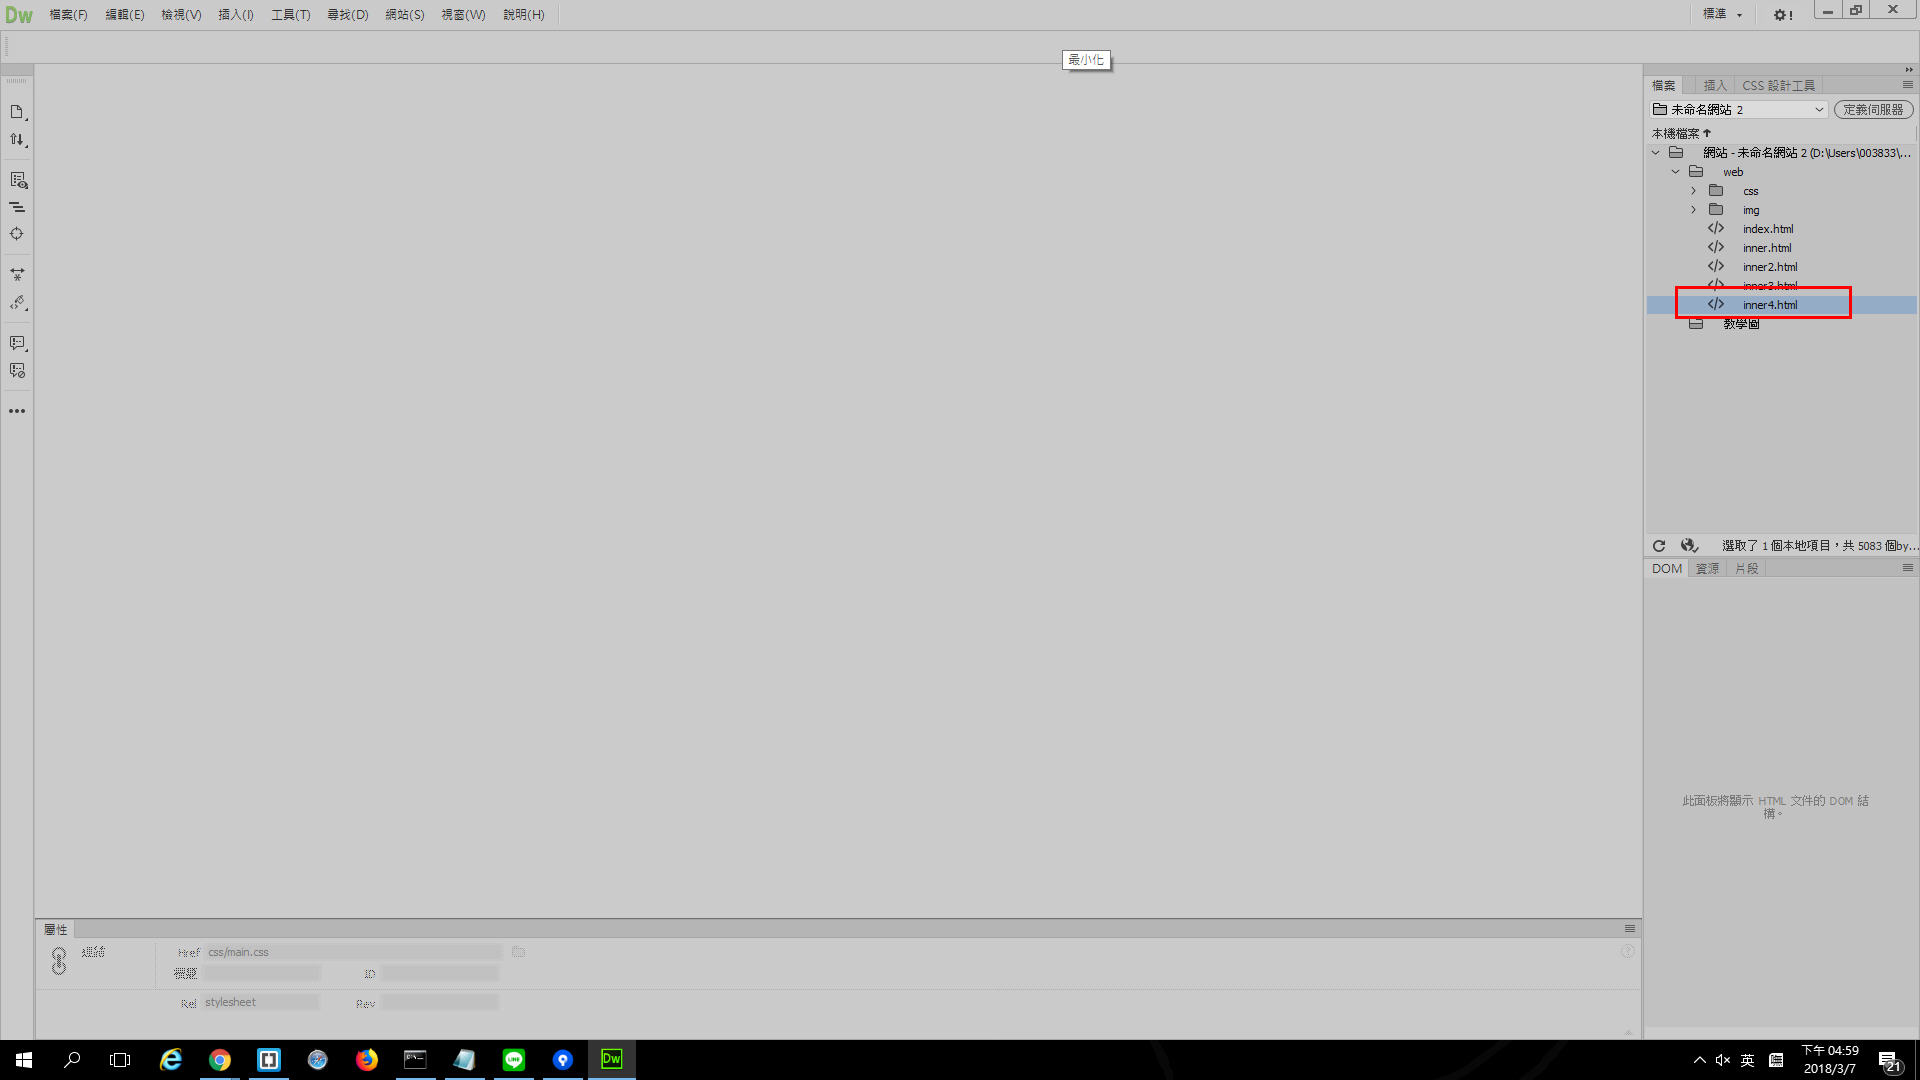 Dw 檔案(F) 編輯(E) 檢視(V) 插入(I) 工具(T) 尋找(D) 網站(S) 視窗(W) 說明(H) 標準
最小化
檔案 插入 CSS 設計工具
未命名網站 2 定義伺服器
本機檔案
網站 - 未命名網站 2 (D:\Users\003833\...
web
css
img
index.html
inner.html
inner2.html
inner3.html
inner4.html
教學圖
選取了 1 個本地項目，共 5083 個by...
DOM 資源 片段
此面板將顯示 HTML 文件的 DOM 結
構。
屬性
連結 Href css/main.css
標題 ID
Rel stylesheet Rev
Dw
英
下午 04:59
2018/3/7
21